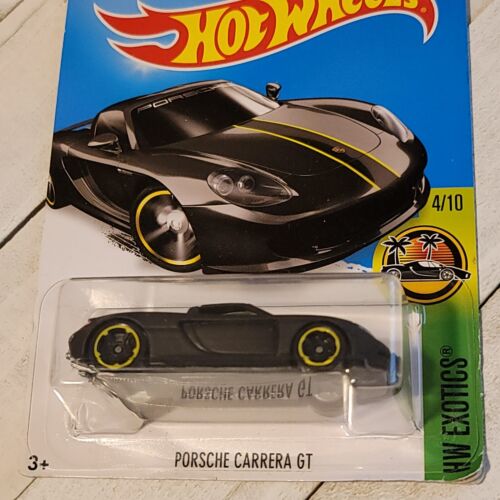 HOT WHEELS
PORSCHE
4/10
HW EXOTICS®
PORSCHE CARRERA GT
3+
PORSCHE CARRERA GT